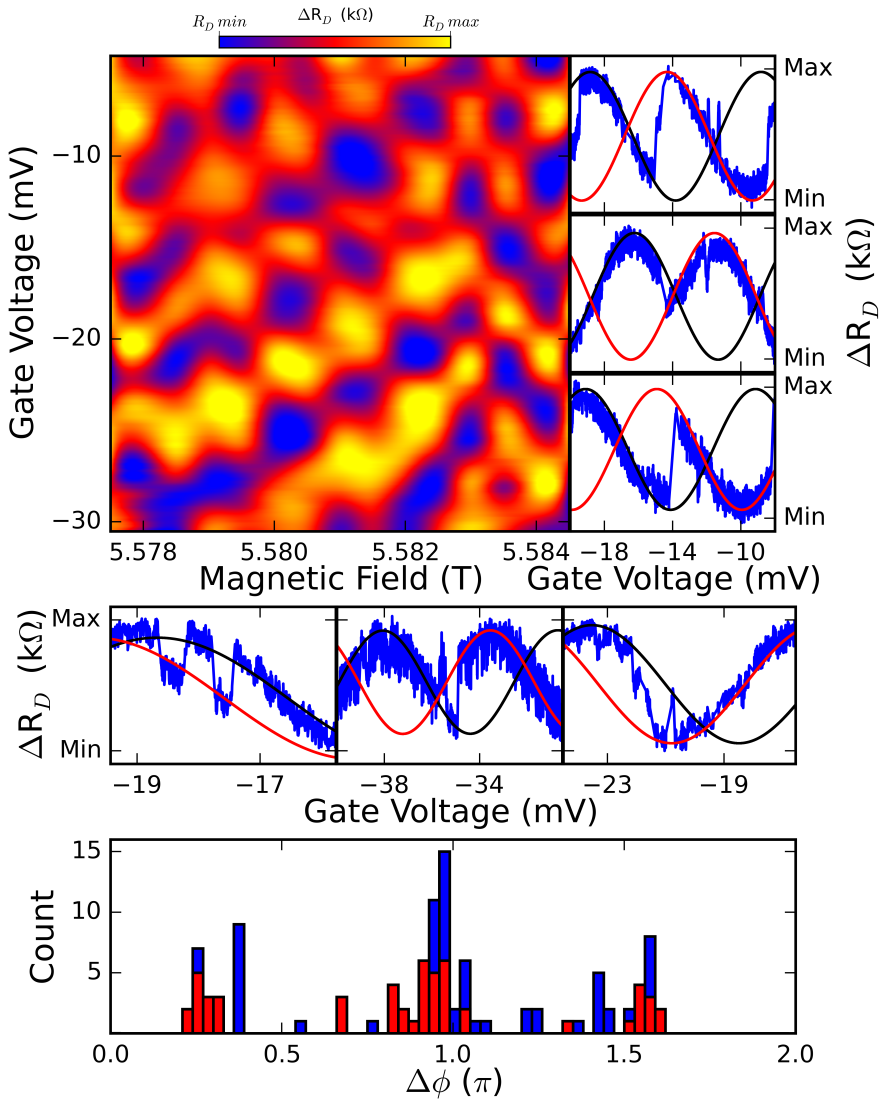 ΔR_D (kΩ)
R_D min R_D max
Gate Voltage (mV)
−10
−20
−30
5.578 5.580 5.582 5.584
Magnetic Field (T)
Max
Min
Max
Min
Max
Min
ΔR_D (kΩ)
−18 −14 −10
Gate Voltage (mV)
ΔR_D (kΩ)
Max
Min
−19 −17 −38 −34 −23 −19
Gate Voltage (mV)
Count
15
10
5
0.0 0.5 1.0 1.5 2.0
Δϕ (π)